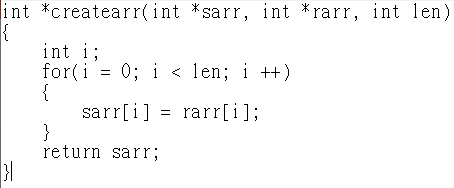 int *createarr(int *sarr, int *rarr, int len)
{
    int i;
    for(i = 0; i < len; i ++)
    {
        sarr[i] = rarr[i];
    }
    return sarr;
}